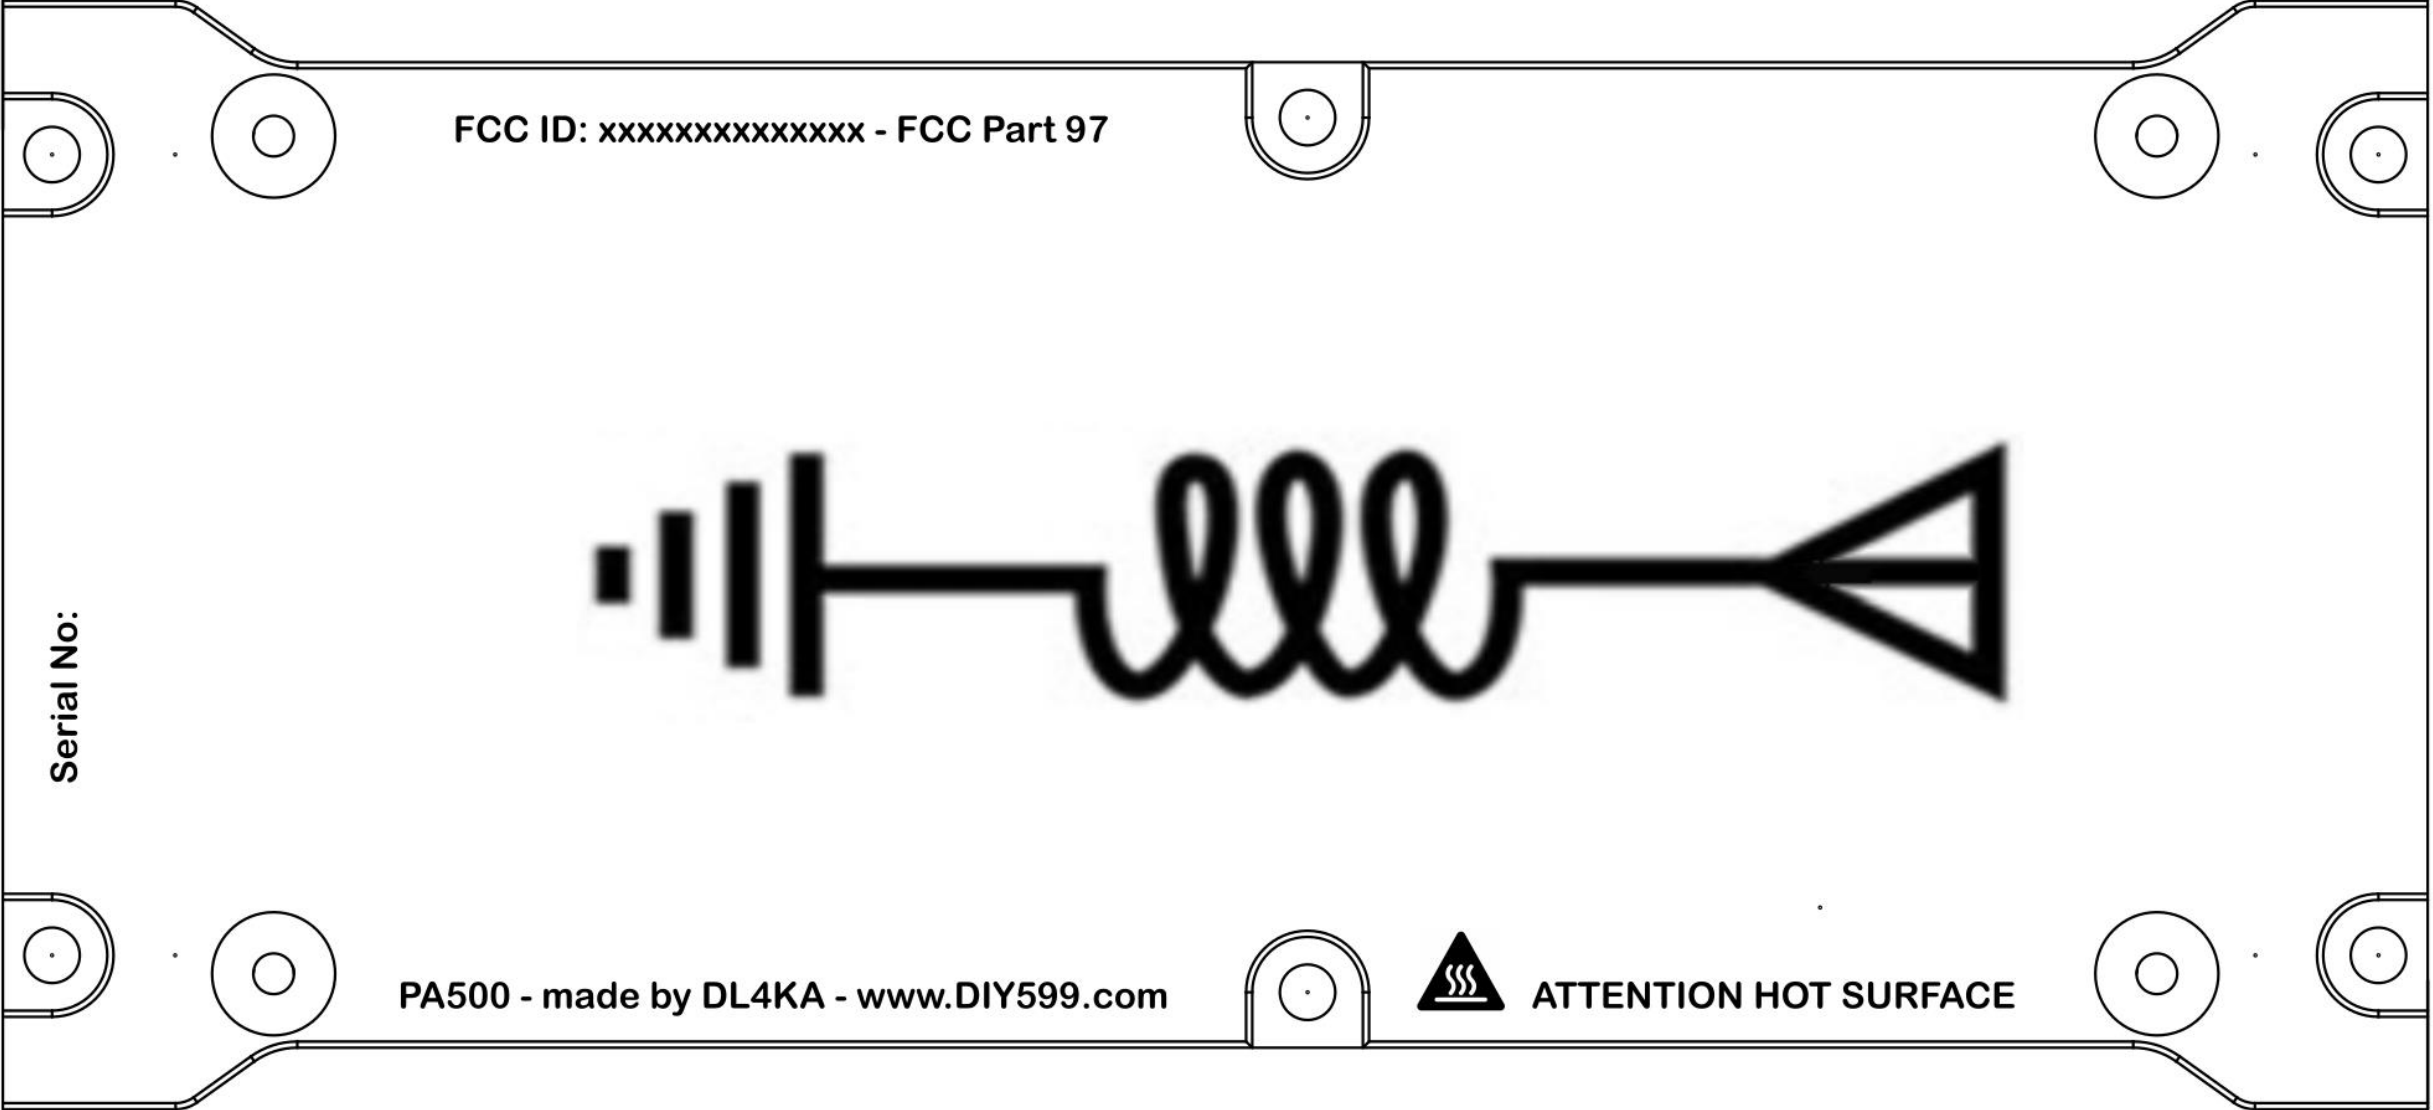 FCC ID: xxxxxxxxxxxxxx - FCC Part 97
Serial No:
PA500 - made by DL4KA - www.DIY599.com
ATTENTION HOT SURFACE